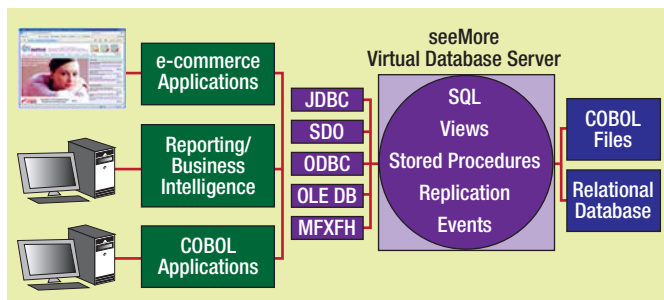 seeMore
Virtual Database Server
e-commerce
Applications
Reporting/
Business
Intelligence
COBOL
Applications
JDBC
SDO
ODBC
OLE DB
MFXFH
SQL
Views
Stored Procedures
Replication
Events
COBOL
Files
Relational
Database